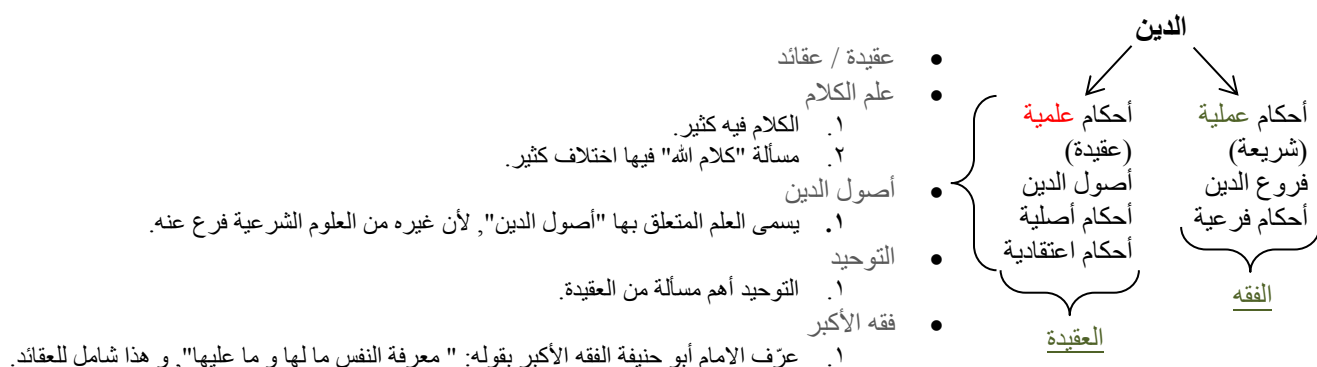 الدين
أحكام عملية
(شريعة)
فروع الدين
أحكام فرعية
الفقه
أحكام علمية
(عقيدة)
أصول الدين
أحكام أصلية
أحكام اعتقادية
العقيدة
• عقيدة / عقائد
• علم الكلام
١. الكلام فيه كثير.
٢. مسألة "كلام الله" فيها اختلاف كثير.
• أصول الدين
١. يسمى العلم المتعلق بها "أصول الدين", لأن غيره من العلوم الشرعية فرع عنه.
• التوحيد
١. التوحيد أهم مسألة من العقيدة.
• فقه الأكبر
١. عرّف الامام أبو حنيفة الفقه الأكبر بقوله: " معرفة النفس ما لها و ما عليها", و هذا شامل للعقائد.